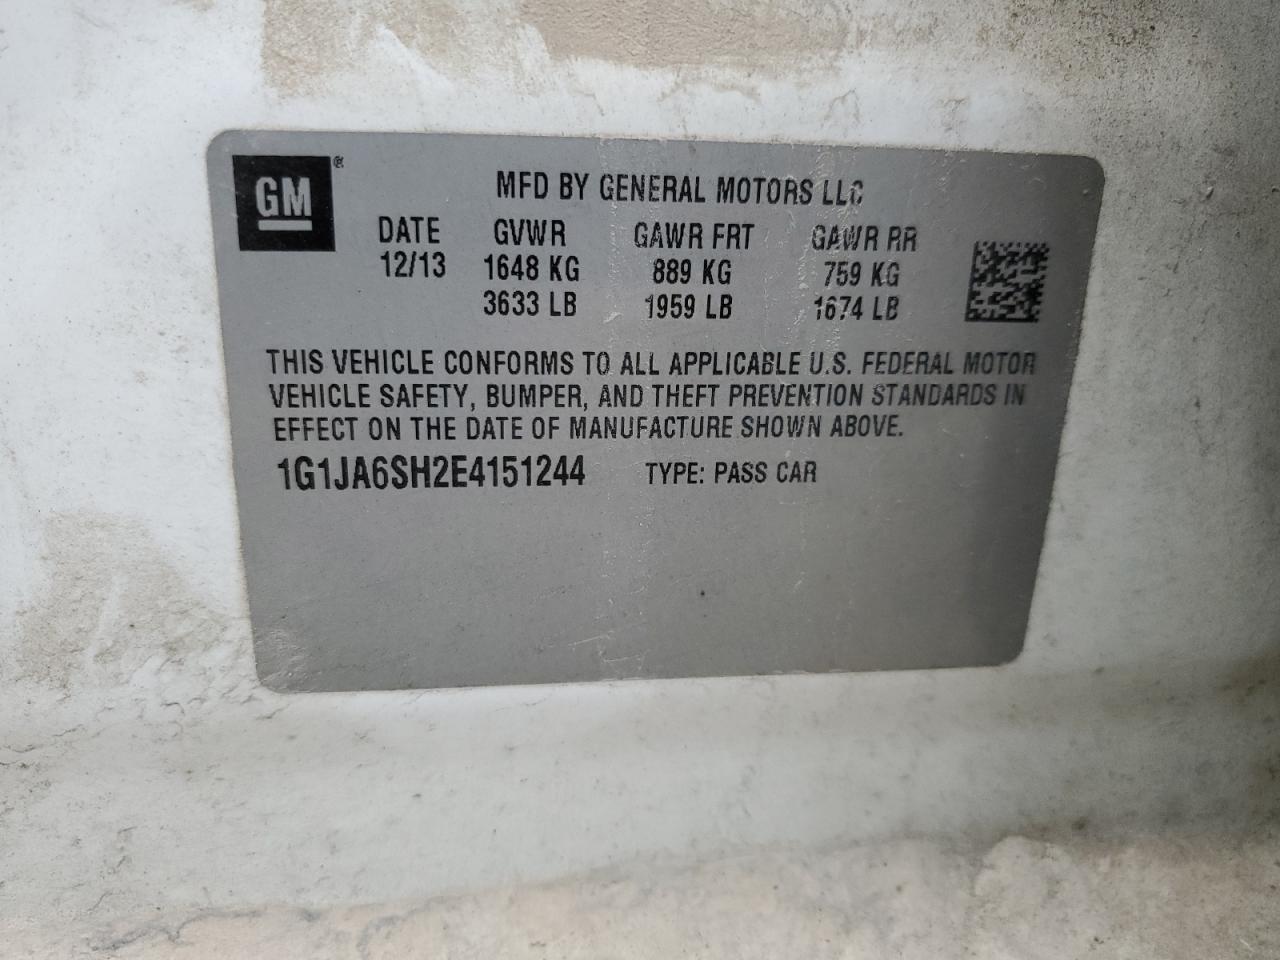 GM®
MFD BY GENERAL MOTORS LLC
DATE GVWR GAWR FRT GAWR RR
12/13 1648 KG 889 KG 759 KG
3633 LB 1959 LB 1674 LB
THIS VEHICLE CONFORMS TO ALL APPLICABLE U.S. FEDERAL MOTOR
VEHICLE SAFETY, BUMPER, AND THEFT PREVENTION STANDARDS IN
EFFECT ON THE DATE OF MANUFACTURE SHOWN ABOVE.
1G1JA6SH2E4151244 TYPE: PASS CAR